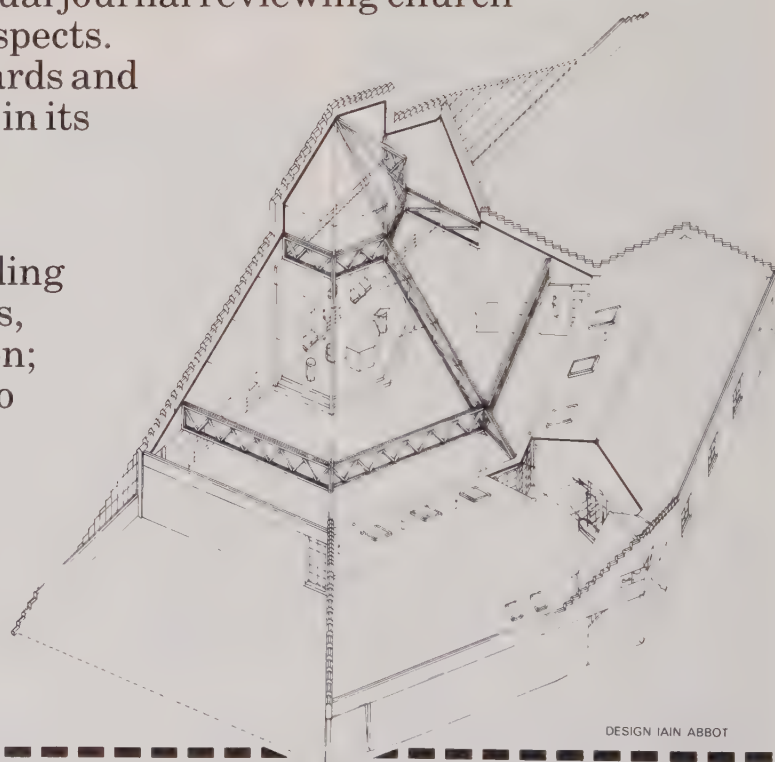 ual journal reviewing church
spects.
ards and
in its
ling
s,
n;
o
DESIGN IAIN ABBOT